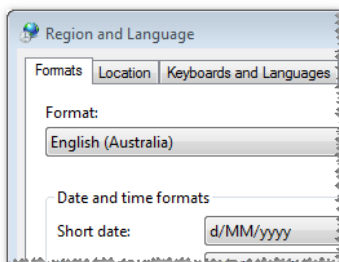 Region and Language
Formats Location Keyboards and Languages
Format:
English (Australia)
Date and time formats
Short date: d/MM/yyyy